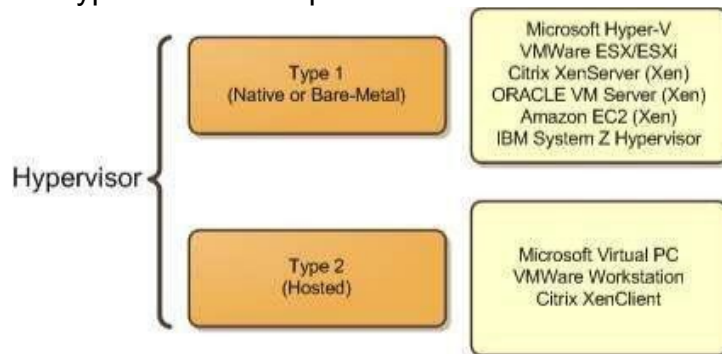 Hypervisor
Type 1
(Native or Bare-Metal)
Microsoft Hyper-V
VMWare ESX/ESXi
Citrix XenServer (Xen)
ORACLE VM Server (Xen)
Amazon EC2 (Xen)
IBM System Z Hypervisor
Type 2
(Hosted)
Microsoft Virtual PC
VMWare Workstation
Citrix XenClient